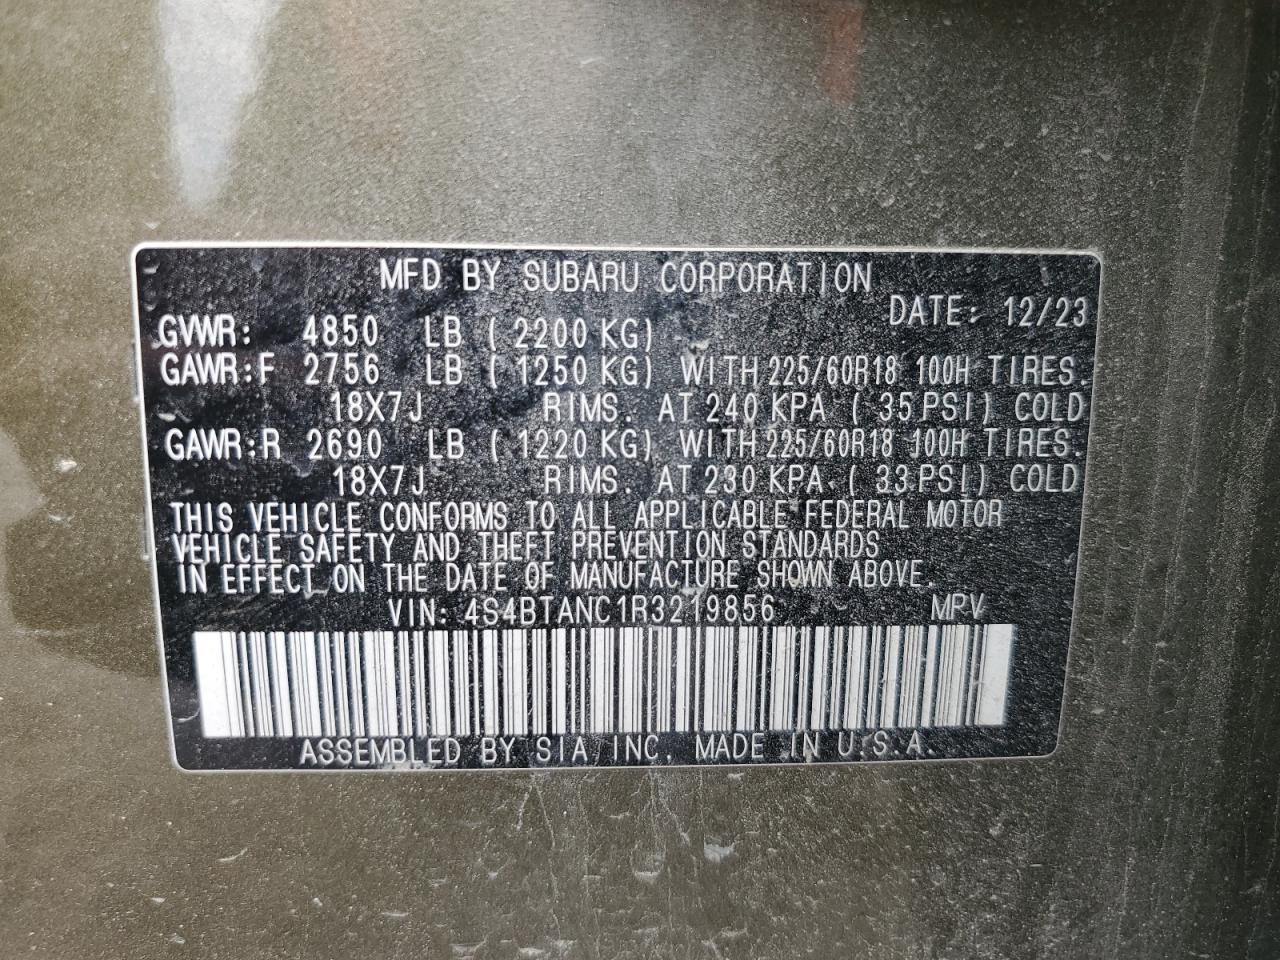 MFD BY SUBARU CORPORATION
DATE: 12/23
GVWR: 4850 LB ( 2200 KG)
GAWR:F 2756 LB ( 1250 KG) WITH 225/60R18 100H TIRES.
18X7J RIMS. AT 240 KPA ( 35 PSI) COLD
GAWR:R 2690 LB ( 1220 KG) WITH 225/60R18 100H TIRES.
18X7J RIMS. AT 230 KPA ( 33 PSI) COLD
THIS VEHICLE CONFORMS TO ALL APPLICABLE FEDERAL MOTOR
VEHICLE SAFETY AND THEFT PREVENTION STANDARDS
IN EFFECT ON THE DATE OF MANUFACTURE SHOWN ABOVE.
VIN: 4S4BTANC1R3219856 MPV
ASSEMBLED BY SIA INC. MADE IN U.S.A.